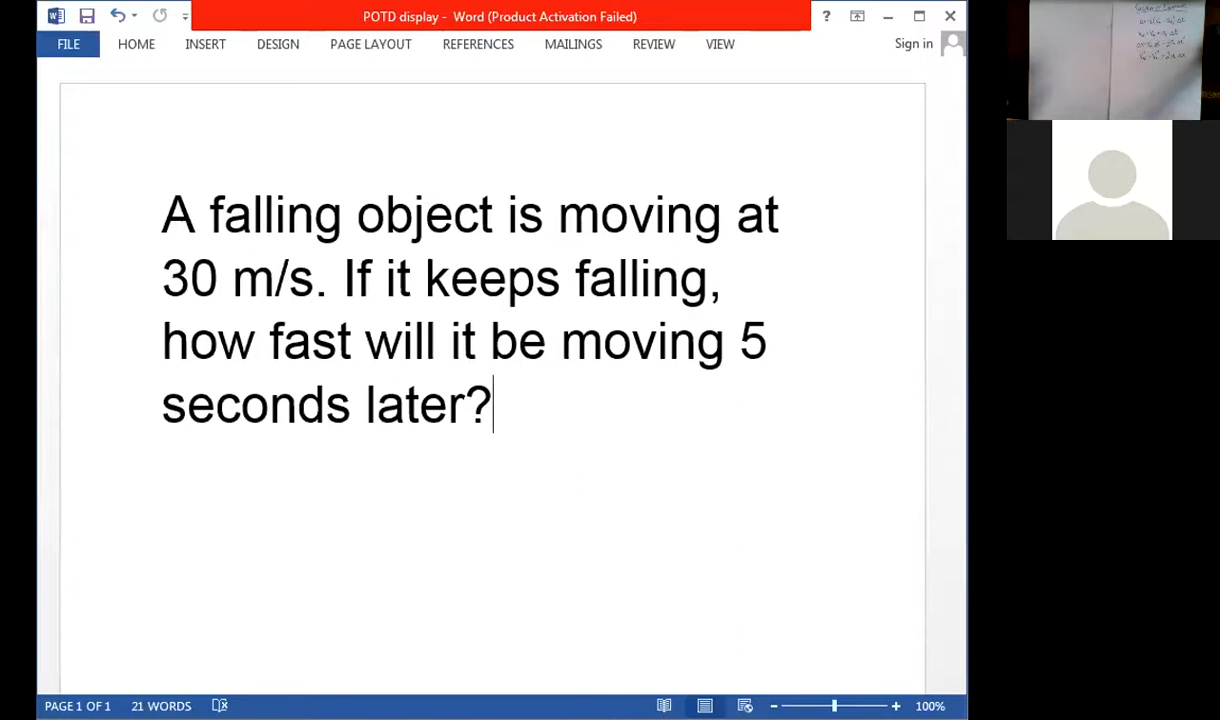 POTD display - Word (Product Activation Failed)
?
FILE HOME INSERT DESIGN PAGE LAYOUT REFERENCES MAILINGS REVIEW VIEW Sign in
A falling object is moving at
30 m/s. If it keeps falling,
how fast will it be moving 5
seconds later?
PAGE 1 OF 1 21 WORDS 100%